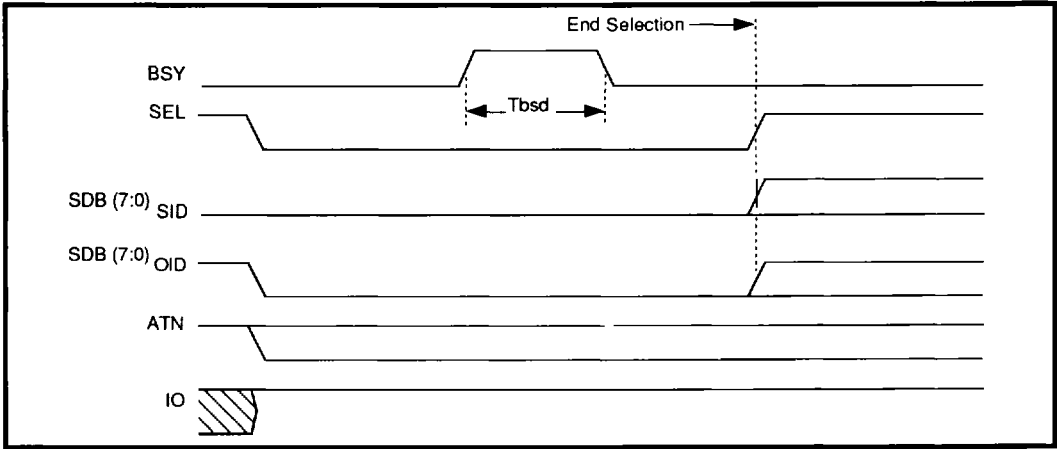 End Selection
BSY
Tbsd
SEL
SDB (7:0) SID
SDB (7:0) OID
ATN
IO